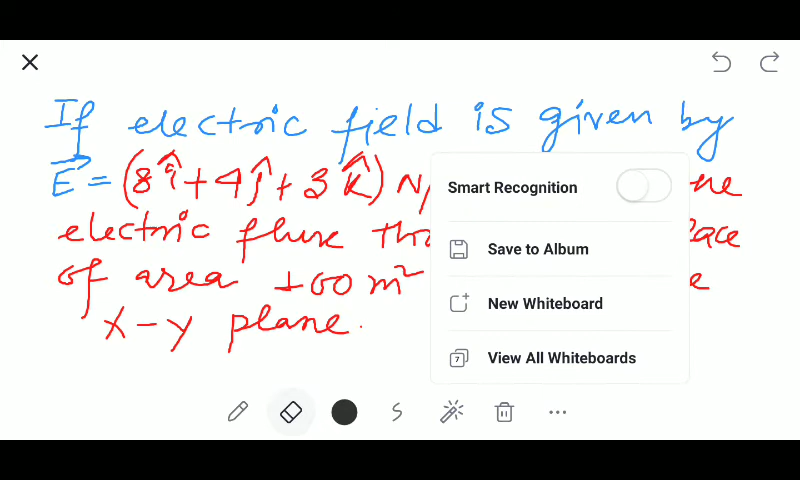 If electric field is given by
E = (8î + 4ĵ + 3k̂) N/
electric flux
of area 100 m²
X-Y plane.
Smart Recognition
Save to Album
New Whiteboard
View All Whiteboards
7